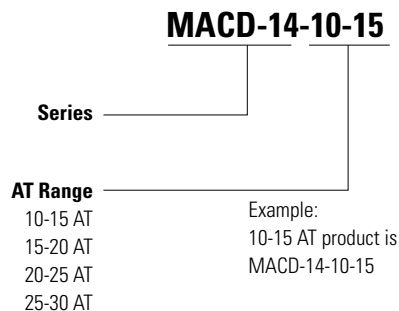 MACD-14-10-15
Series
AT Range
10-15 AT
15-20 AT
20-25 AT
25-30 AT
Example:
10-15 AT product is
MACD-14-10-15